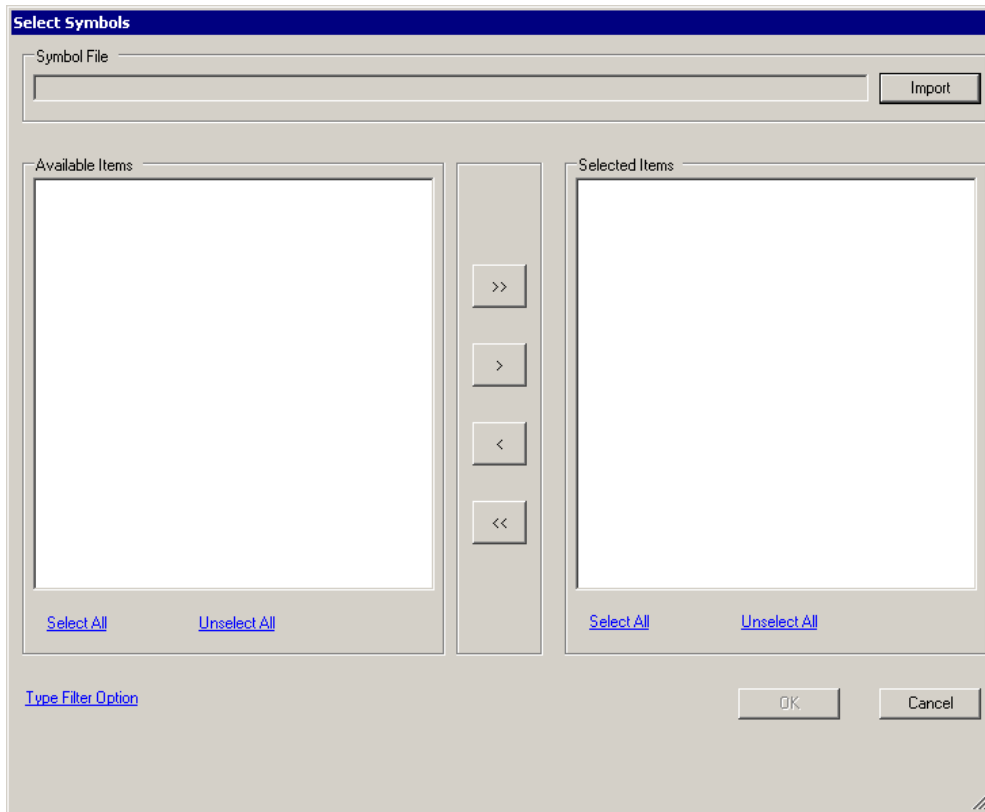 Select Symbols
Symbol File
Import
Available Items
Selected Items
>>
>
<
<<
Select All Unselect All
Select All Unselect All
Type Filter Option
OK Cancel